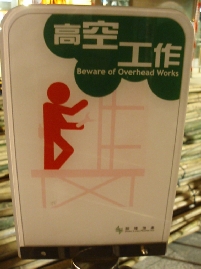 高空工作
Beware of Overhead Works